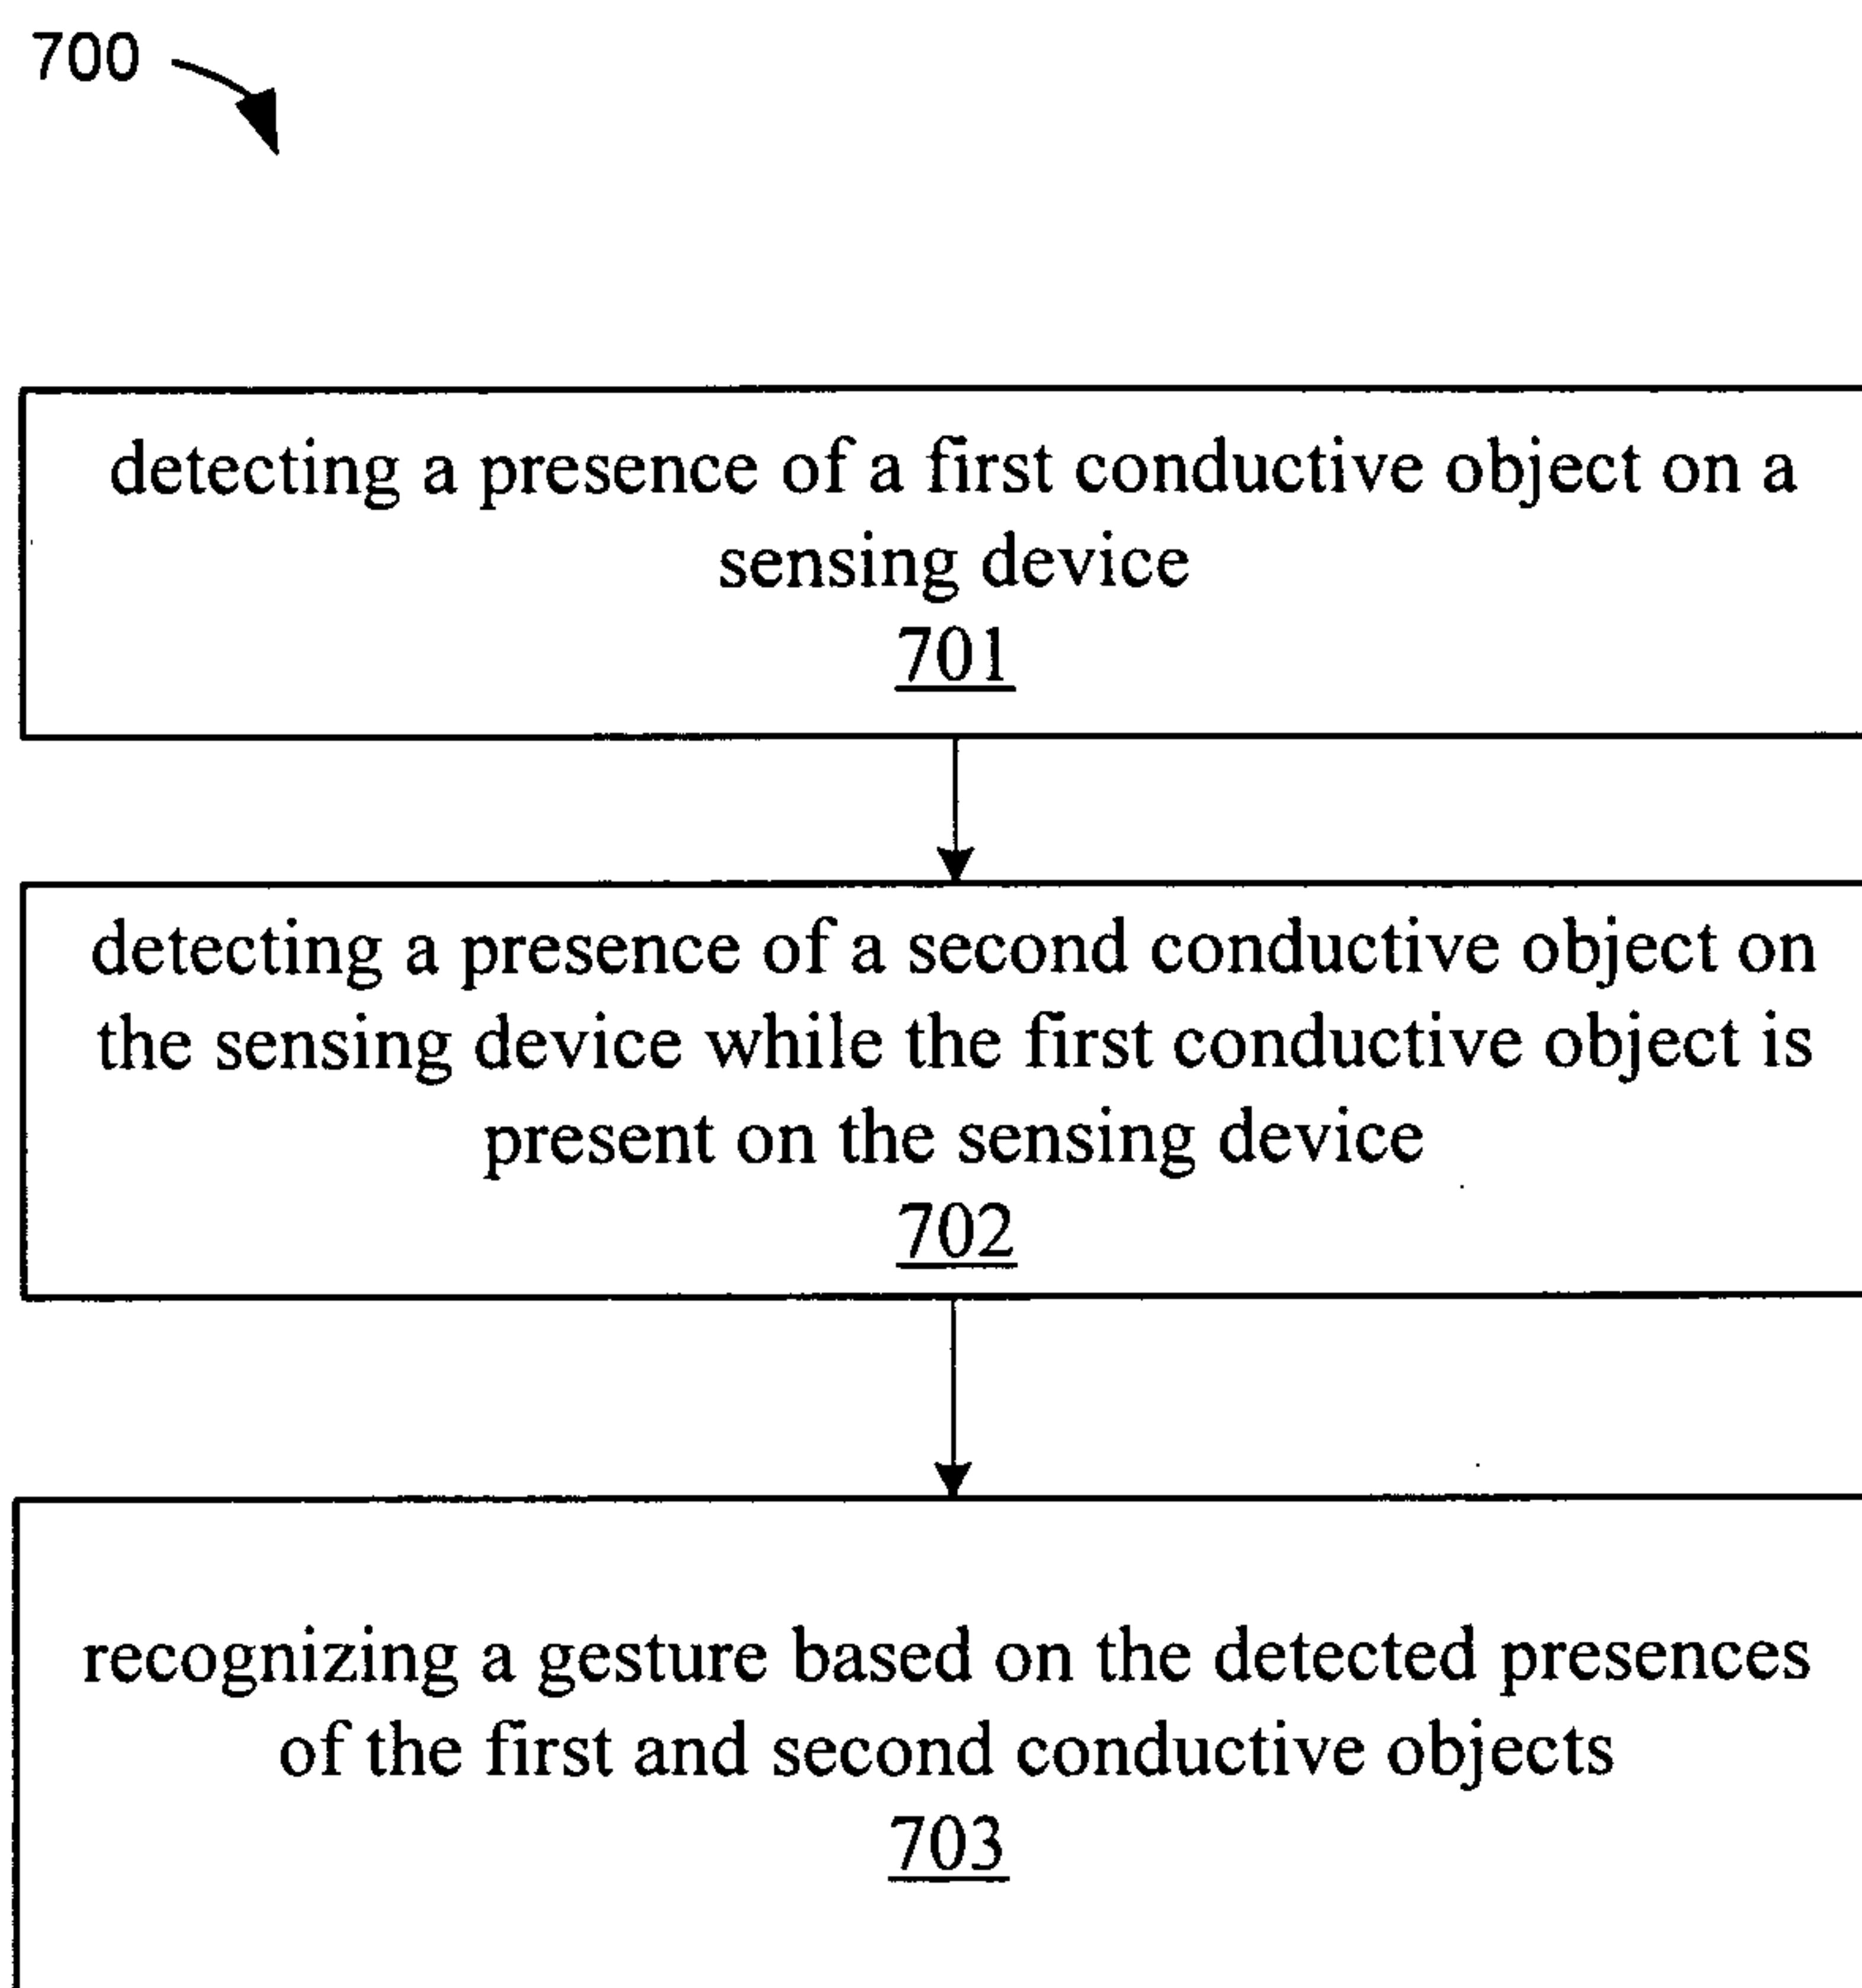 700
detecting a presence of a first conductive object on a
sensing device
701
detecting a presence of a second conductive object on
the sensing device while the first conductive object is
present on the sensing device
702
recognizing a gesture based on the detected presences
of the first and second conductive objects
703